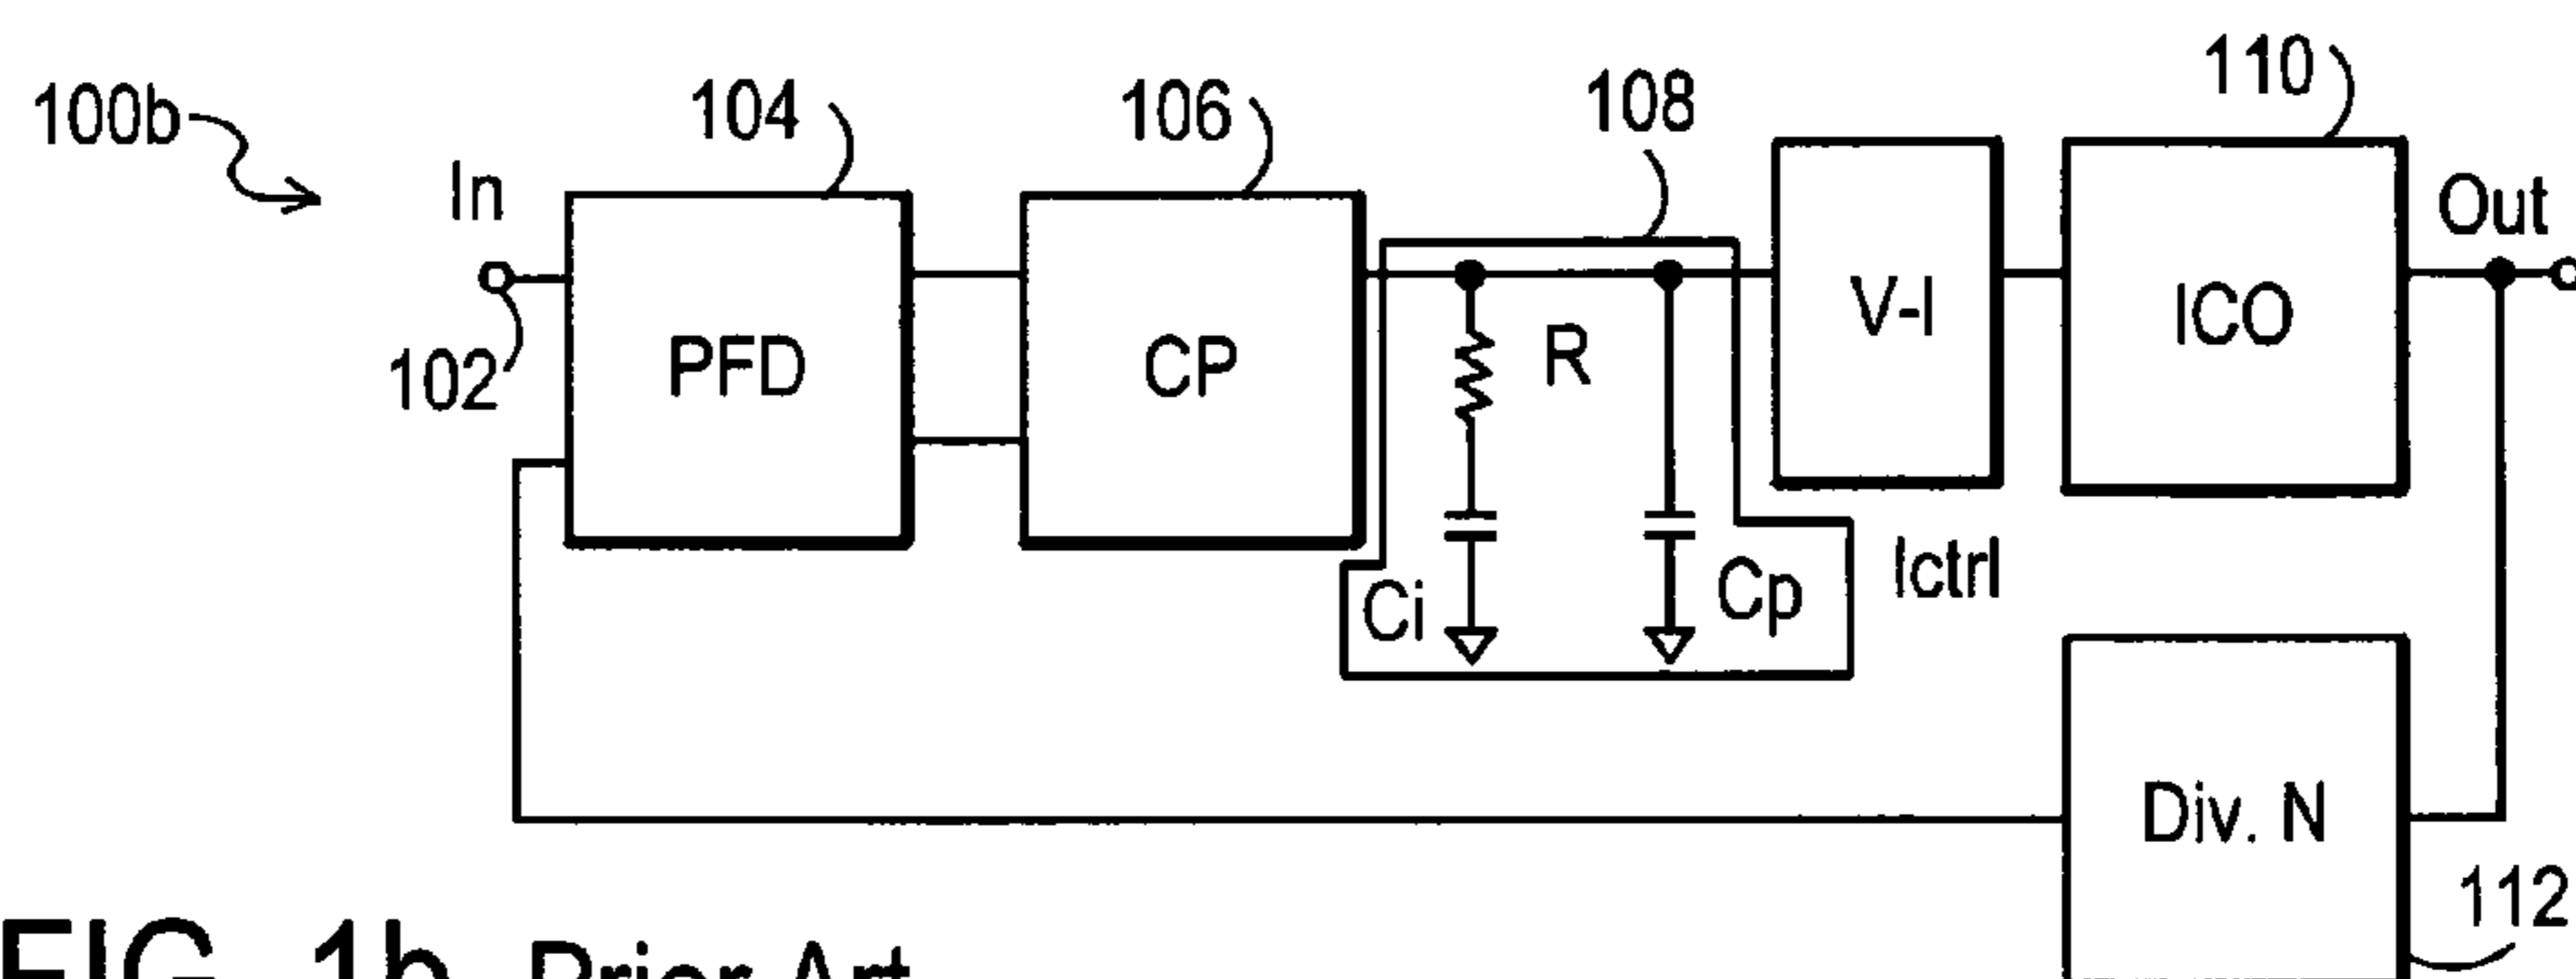 100b
104
106
108
110
In
Out
102
PFD
CP
R
V-I
ICO
Ci
Cp
Ictrl
Div. N
112
FIG. 1b Prior Art